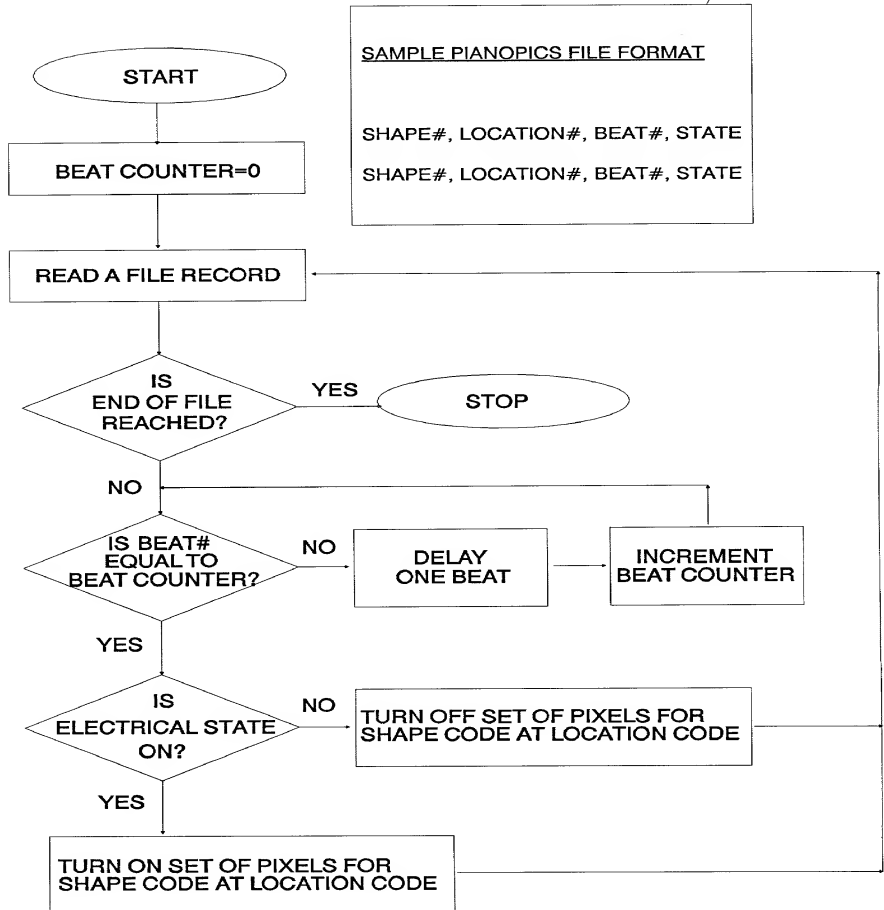 SAMPLE PIANOPICS FILE FORMAT
SHAPE#, LOCATION#, BEAT#, STATE
SHAPE#, LOCATION#, BEAT#, STATE
START
BEAT COUNTER=0
READ A FILE RECORD
IS
END OF FILE
REACHED?
YES
STOP
NO
IS BEAT#
EQUAL TO
BEAT COUNTER?
NO
DELAY
ONE BEAT
INCREMENT
BEAT COUNTER
YES
IS
ELECTRICAL STATE
ON?
NO
TURN OFF SET OF PIXELS FOR
SHAPE CODE AT LOCATION CODE
YES
TURN ON SET OF PIXELS FOR
SHAPE CODE AT LOCATION CODE